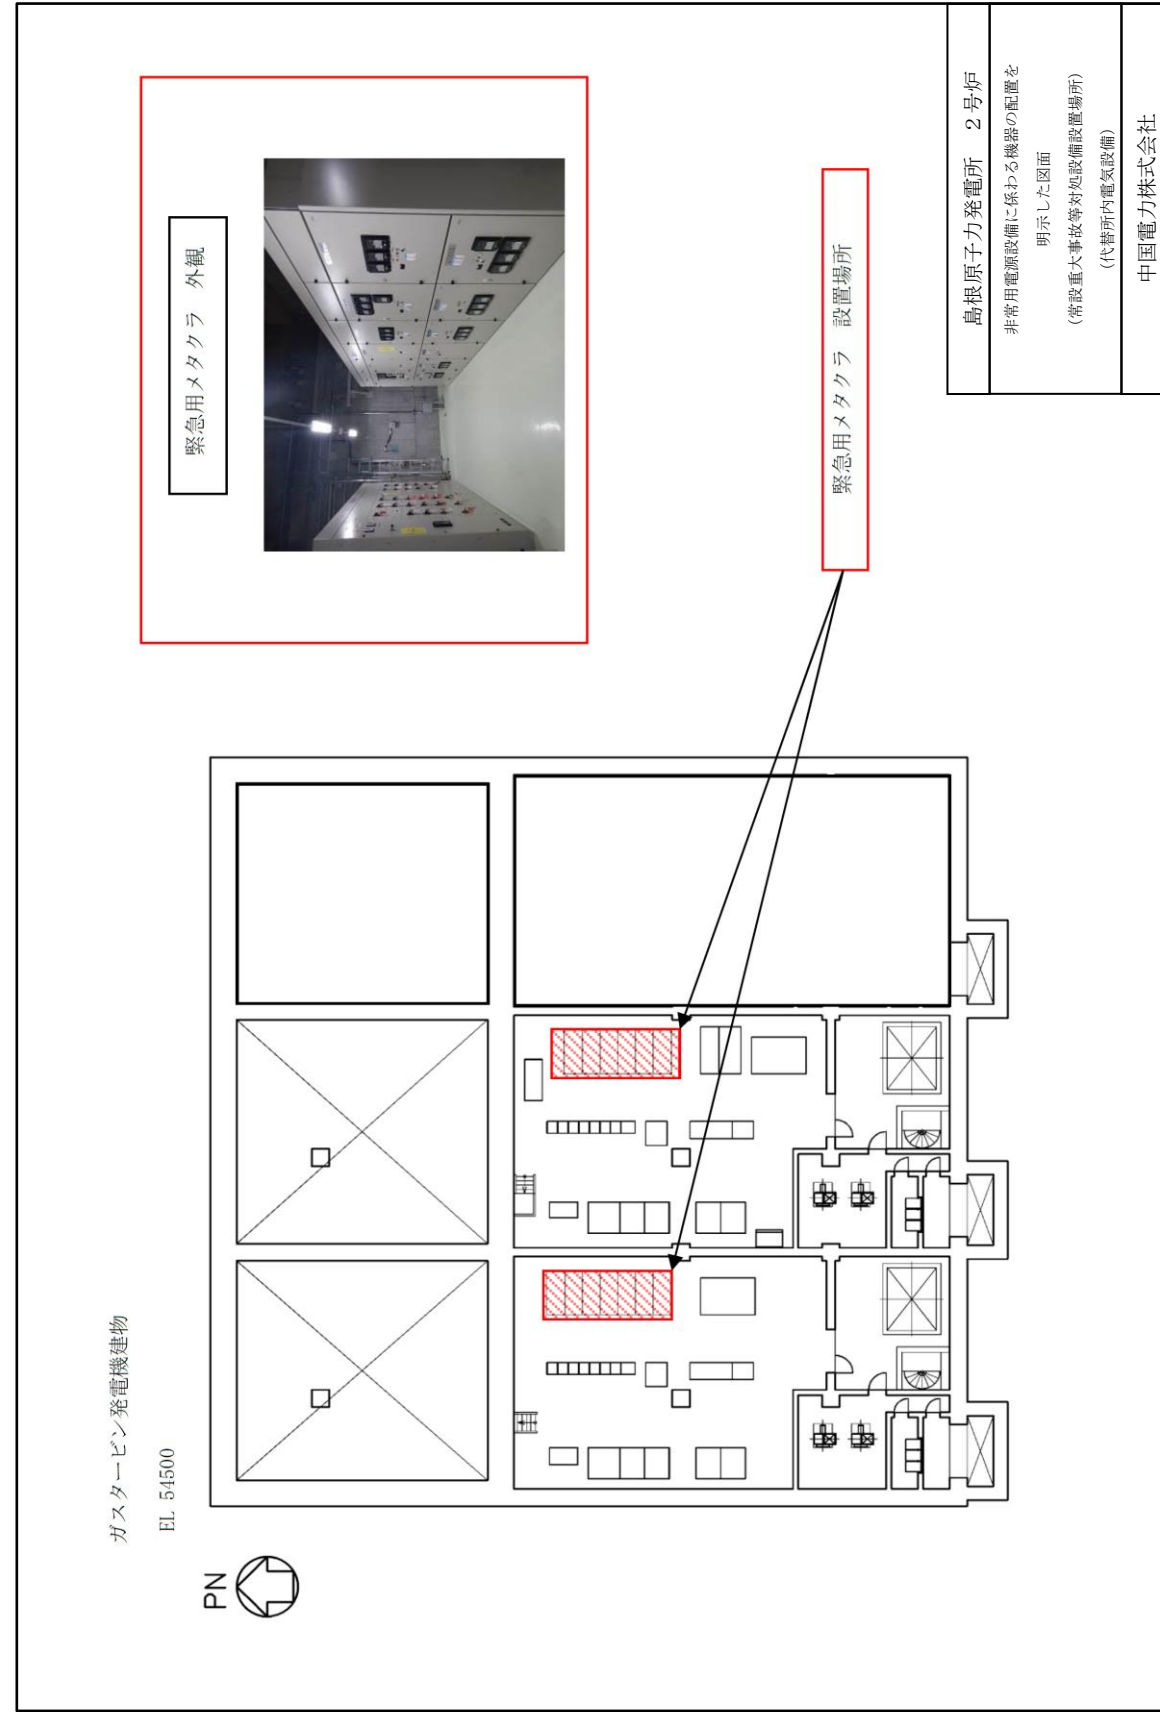 ガスタービン発電機建物
EL 54500
PN
緊急用メタクラ 外観
緊急用メタクラ 設置場所
島根原子力発電所 2号炉
非常用電源設備に係わる機器の配置を
明示した図面
(常設重大事故等対処設備設置場所)
(代替所内電気設備)
中国電力株式会社